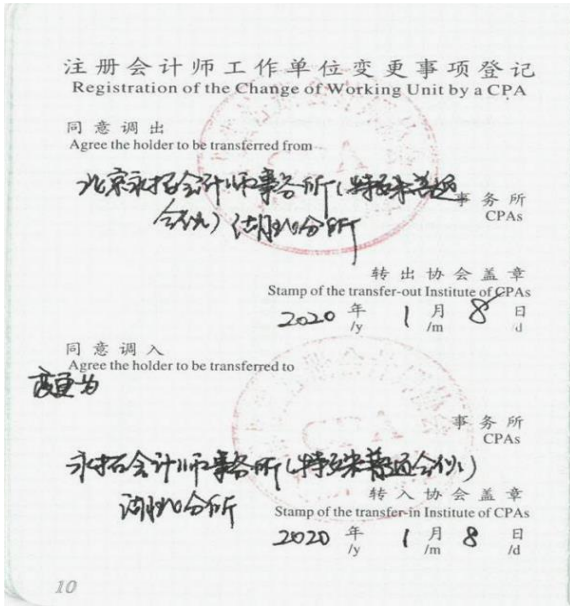 注册会计师工作单位变更事项登记
Registration of the Change of Working Unit by a CPA
同意调出
Agree the holder to be transferred from
北京永拓会计师事务所(特殊普通
事务所
CPAs
合伙)湖北分所
转出协会盖章
Stamp of the transfer-out Institute of CPAs
2020 年 1 月 8 日
/y /m /d
同意调入
Agree the holder to be transferred to
变更为
事务所
CPAs
永拓会计师事务所(特殊普通合伙)
转入协会盖章
湖北分所
Stamp of the transfer-in Institute of CPAs
2020 年 1 月 8 日
/y /m /d
10